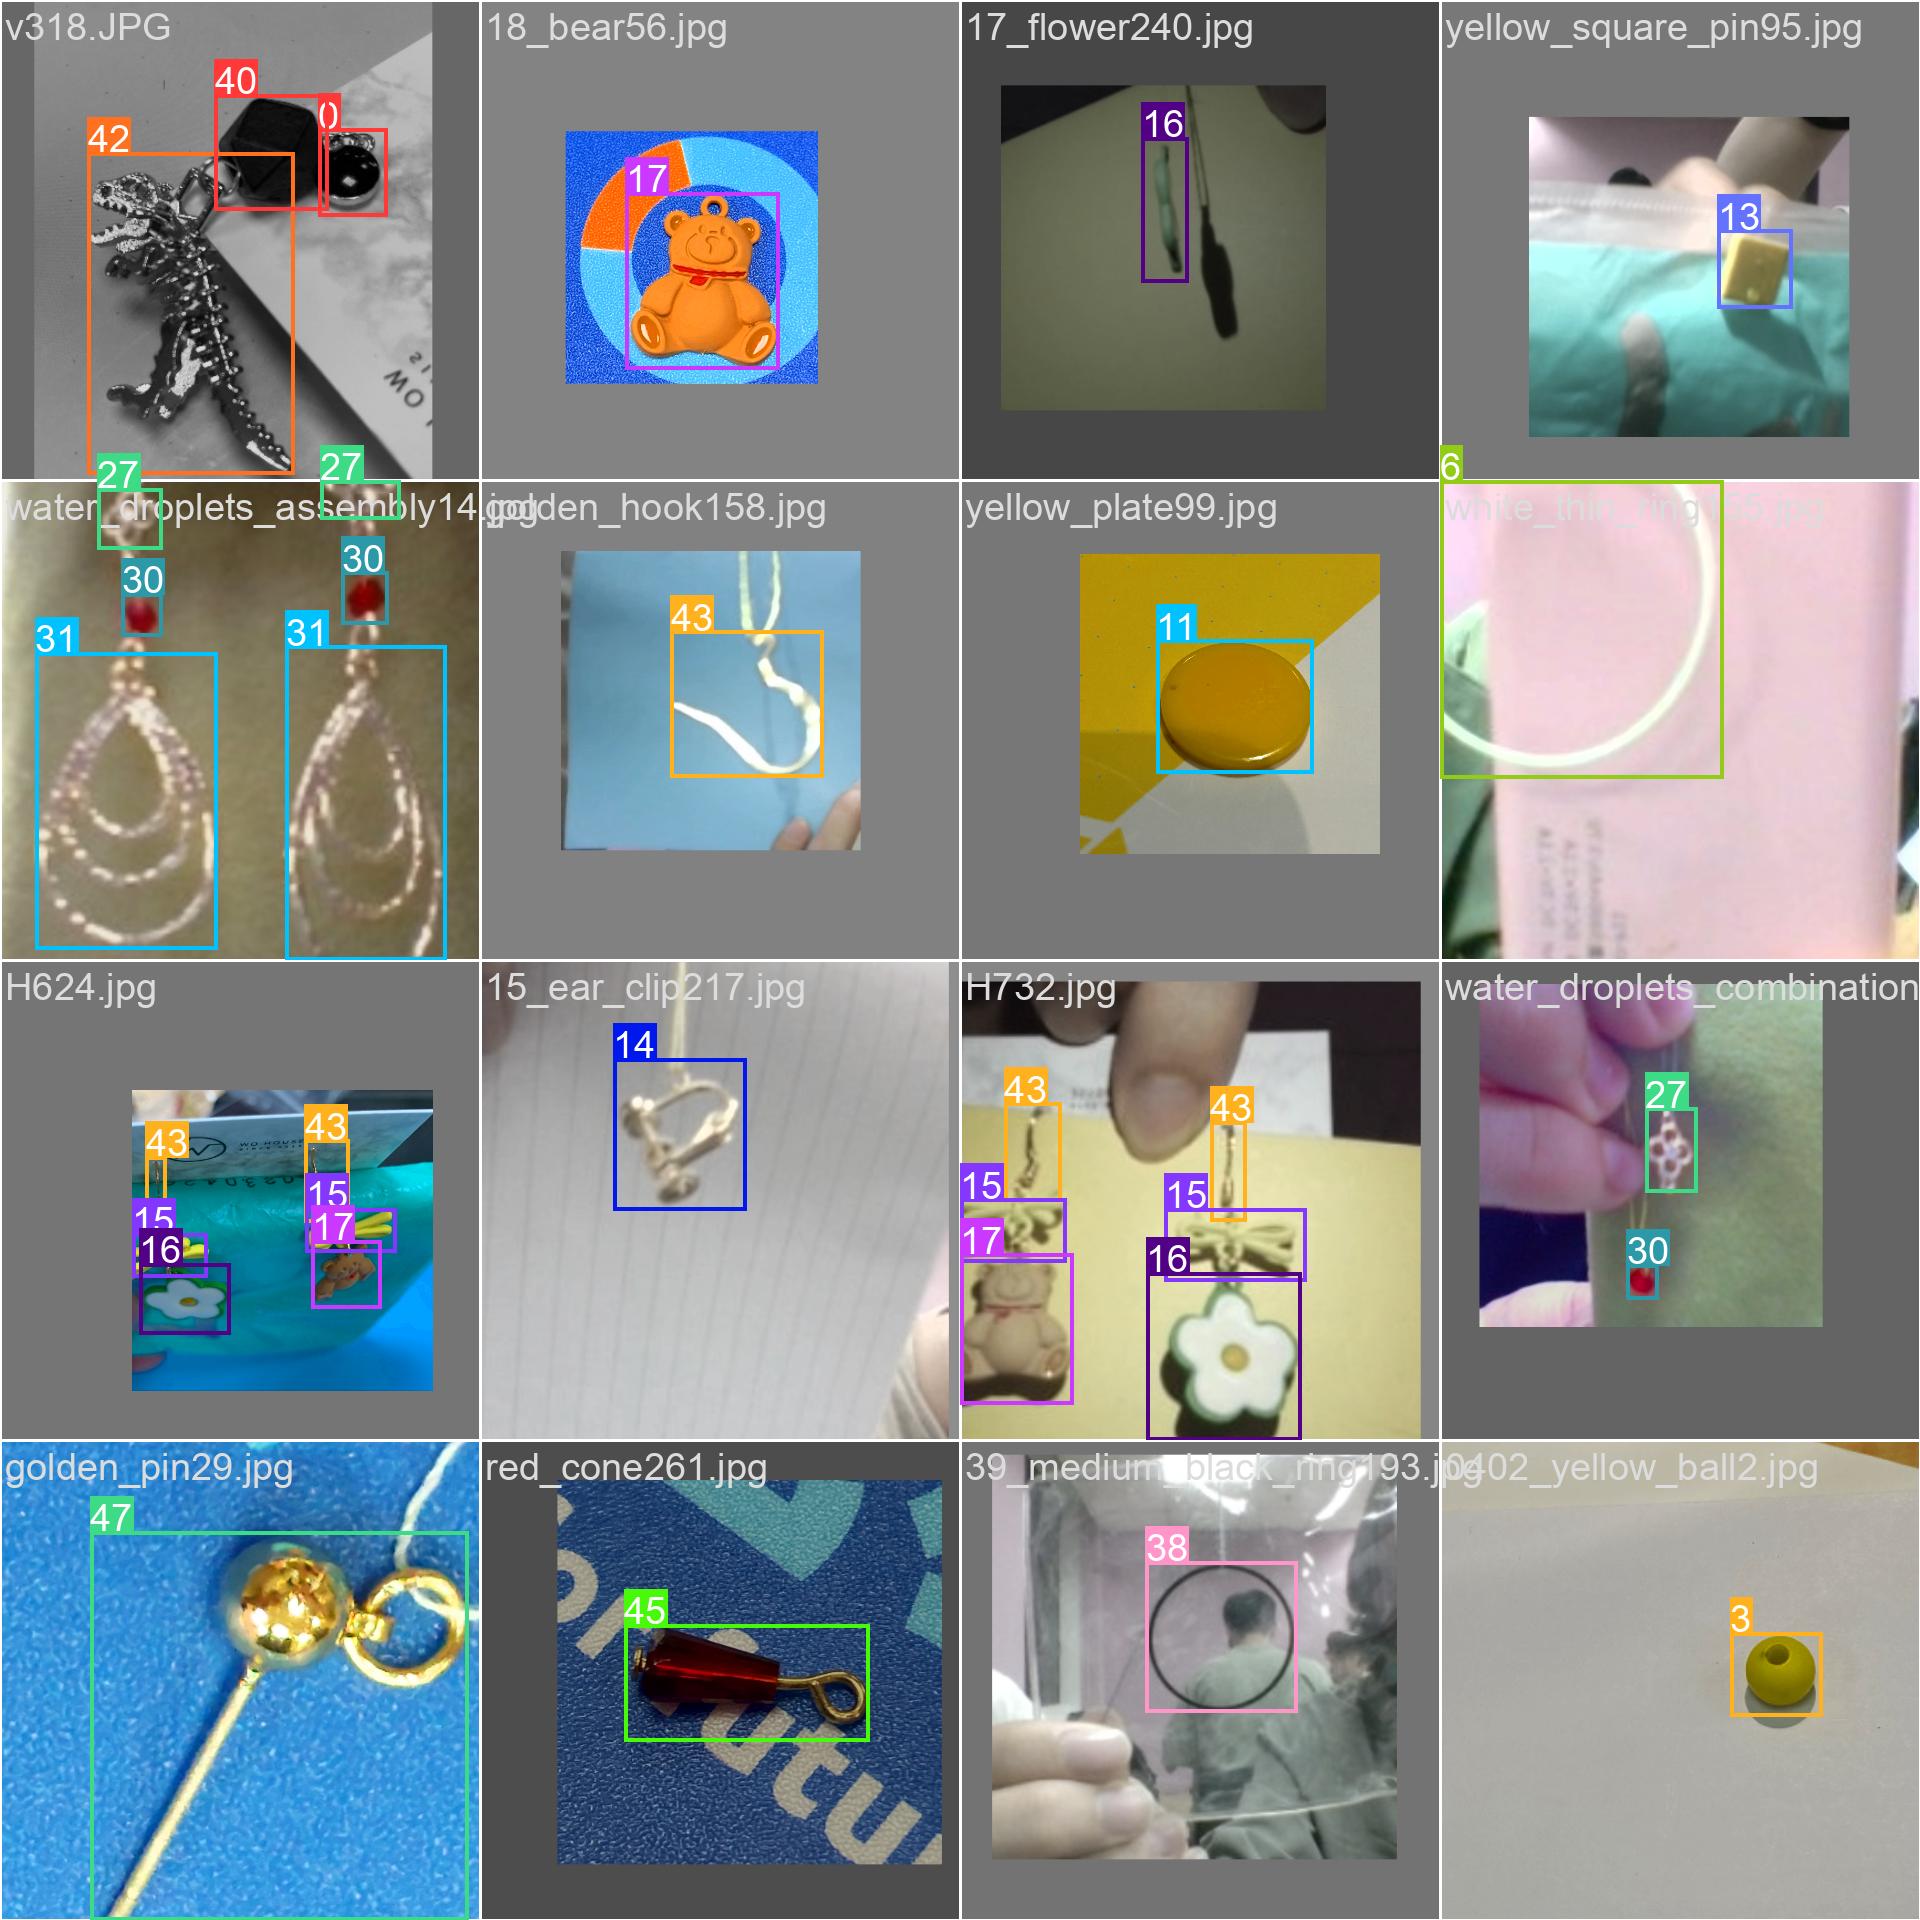 v318.JPG
18_bear56.jpg
17_flower240.jpg
yellow_square_pin95.jpg
40
0
42
17
16
13
6
27
27
water_droplets_assembly14.jpg
golden_hook158.jpg
yellow_plate99.jpg
white_thin_ring155.jpg
30
30
31
31
43
11
H624.jpg
15_ear_clip217.jpg
H732.jpg
water_droplets_combination
43
43
15
15
17
16
14
43
43
15
15
17
16
27
30
golden_pin29.jpg
red_cone261.jpg
39_medium_black_ring193.jpg
0402_yellow_ball2.jpg
47
45
38
3